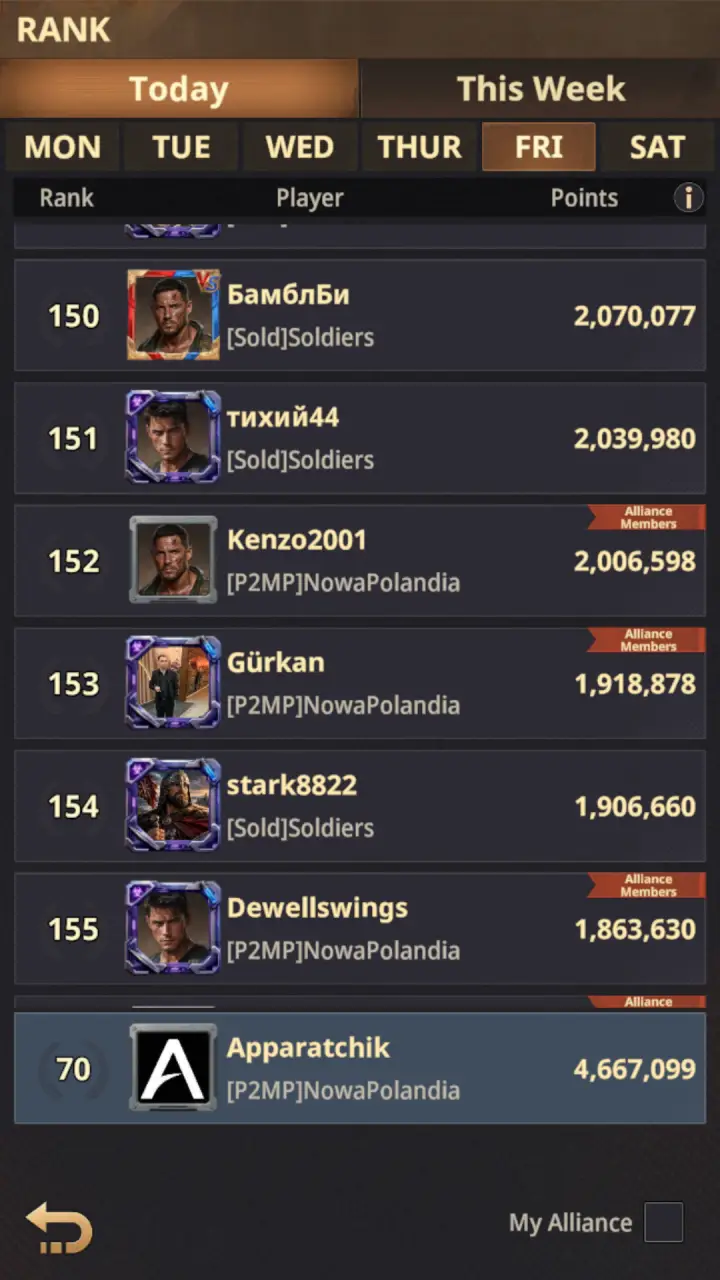 RANK
Today
This Week
MON TUE WED THUR FRI SAT
Rank Player Points i
150
БамблБи
[Sold]Soldiers
2,070,077
151
тихий44
[Sold]Soldiers
2,039,980
Alliance
Members
152
Kenzo2001
[P2MP]NowaPolandia
2,006,598
Alliance
Members
153
Gürkan
[P2MP]NowaPolandia
1,918,878
154
stark8822
[Sold]Soldiers
1,906,660
Alliance
Members
155
Dewellswings
[P2MP]NowaPolandia
1,863,630
Alliance
70
Apparatchik
[P2MP]NowaPolandia
4,667,099
My Alliance